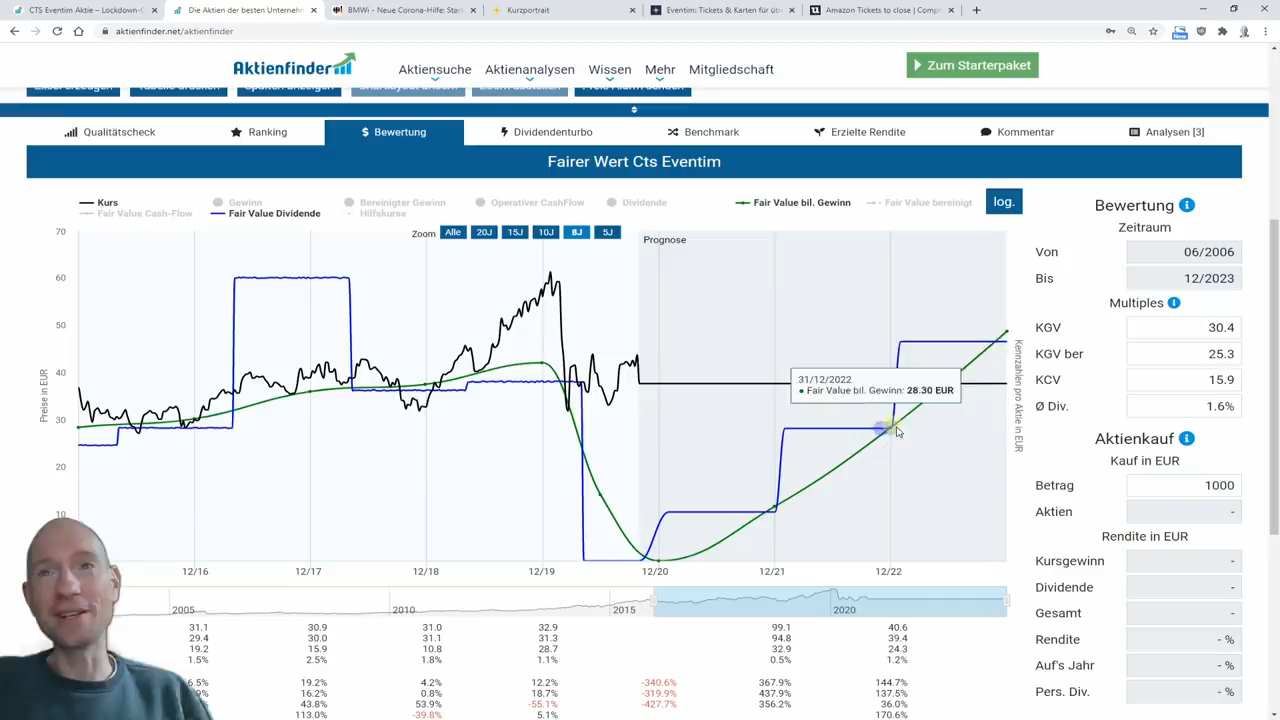 CTS Eventim Aktie – Lockdown-G
Die Aktien der besten Unternehm
BMWi - Neue Corona-Hilfe: Stark
Kurzportrait
Eventim: Tickets & Karten für üb
Amazon Tickets to close | Compl
aktienfinder.net/aktienfinder
New
Aktienfinder
Aktiensuche
Aktienanalysen
Wissen
Mehr
Mitgliedschaft
Zum Starterpaket
Qualitätscheck
Ranking
$ Bewertung
Dividendenturbo
Benchmark
Erzielte Rendite
Kommentar
Analysen [3]
Fairer Wert Cts Eventim
Kurs
Gewinn
Bereinigter Gewinn
Operativer CashFlow
Dividende
Fair Value bil. Gewinn
Fair Value bereinigt
Fair Value Cash-Flow
Fair Value Dividende
Hilfskurse
log.
Zoom
Alle
20J
15J
10J
8J
5J
Prognose
70
60
50
40
30
20
10
Preise in EUR
Kennzahlen pro Aktie in EUR
31/12/2022
Fair Value bil. Gewinn: 28.30 EUR
12/16
12/17
12/18
12/19
12/20
12/21
12/22
2005
2010
2015
2020
31.1 30.9 31.0 32.9 99.1 40.6
29.4 30.0 31.1 31.3 94.8 39.4
19.2 15.9 10.8 28.7 32.9 24.3
1.5% 2.5% 1.8% 1.1% 0.5% 1.2%
6.5% 19.2% 4.2% 12.2% -340.6% 367.9% 144.7%
16.2% 0.8% 18.7% -319.9% 437.9% 137.5%
43.8% 53.9% -55.1% -427.7% 356.2% 36.0%
113.0% -39.8% 5.1% 170.6%
Bewertung
Zeitraum
Von 06/2006
Bis 12/2023
Multiples
KGV 30.4
KGV ber 25.3
KCV 15.9
Ø Div. 1.6%
Aktienkauf
Kauf in EUR
Betrag 1000
Aktien -
Rendite in EUR
Kursgewinn -
Dividende -
Gesamt -
Rendite - %
Auf's Jahr - %
Pers. Div. - %